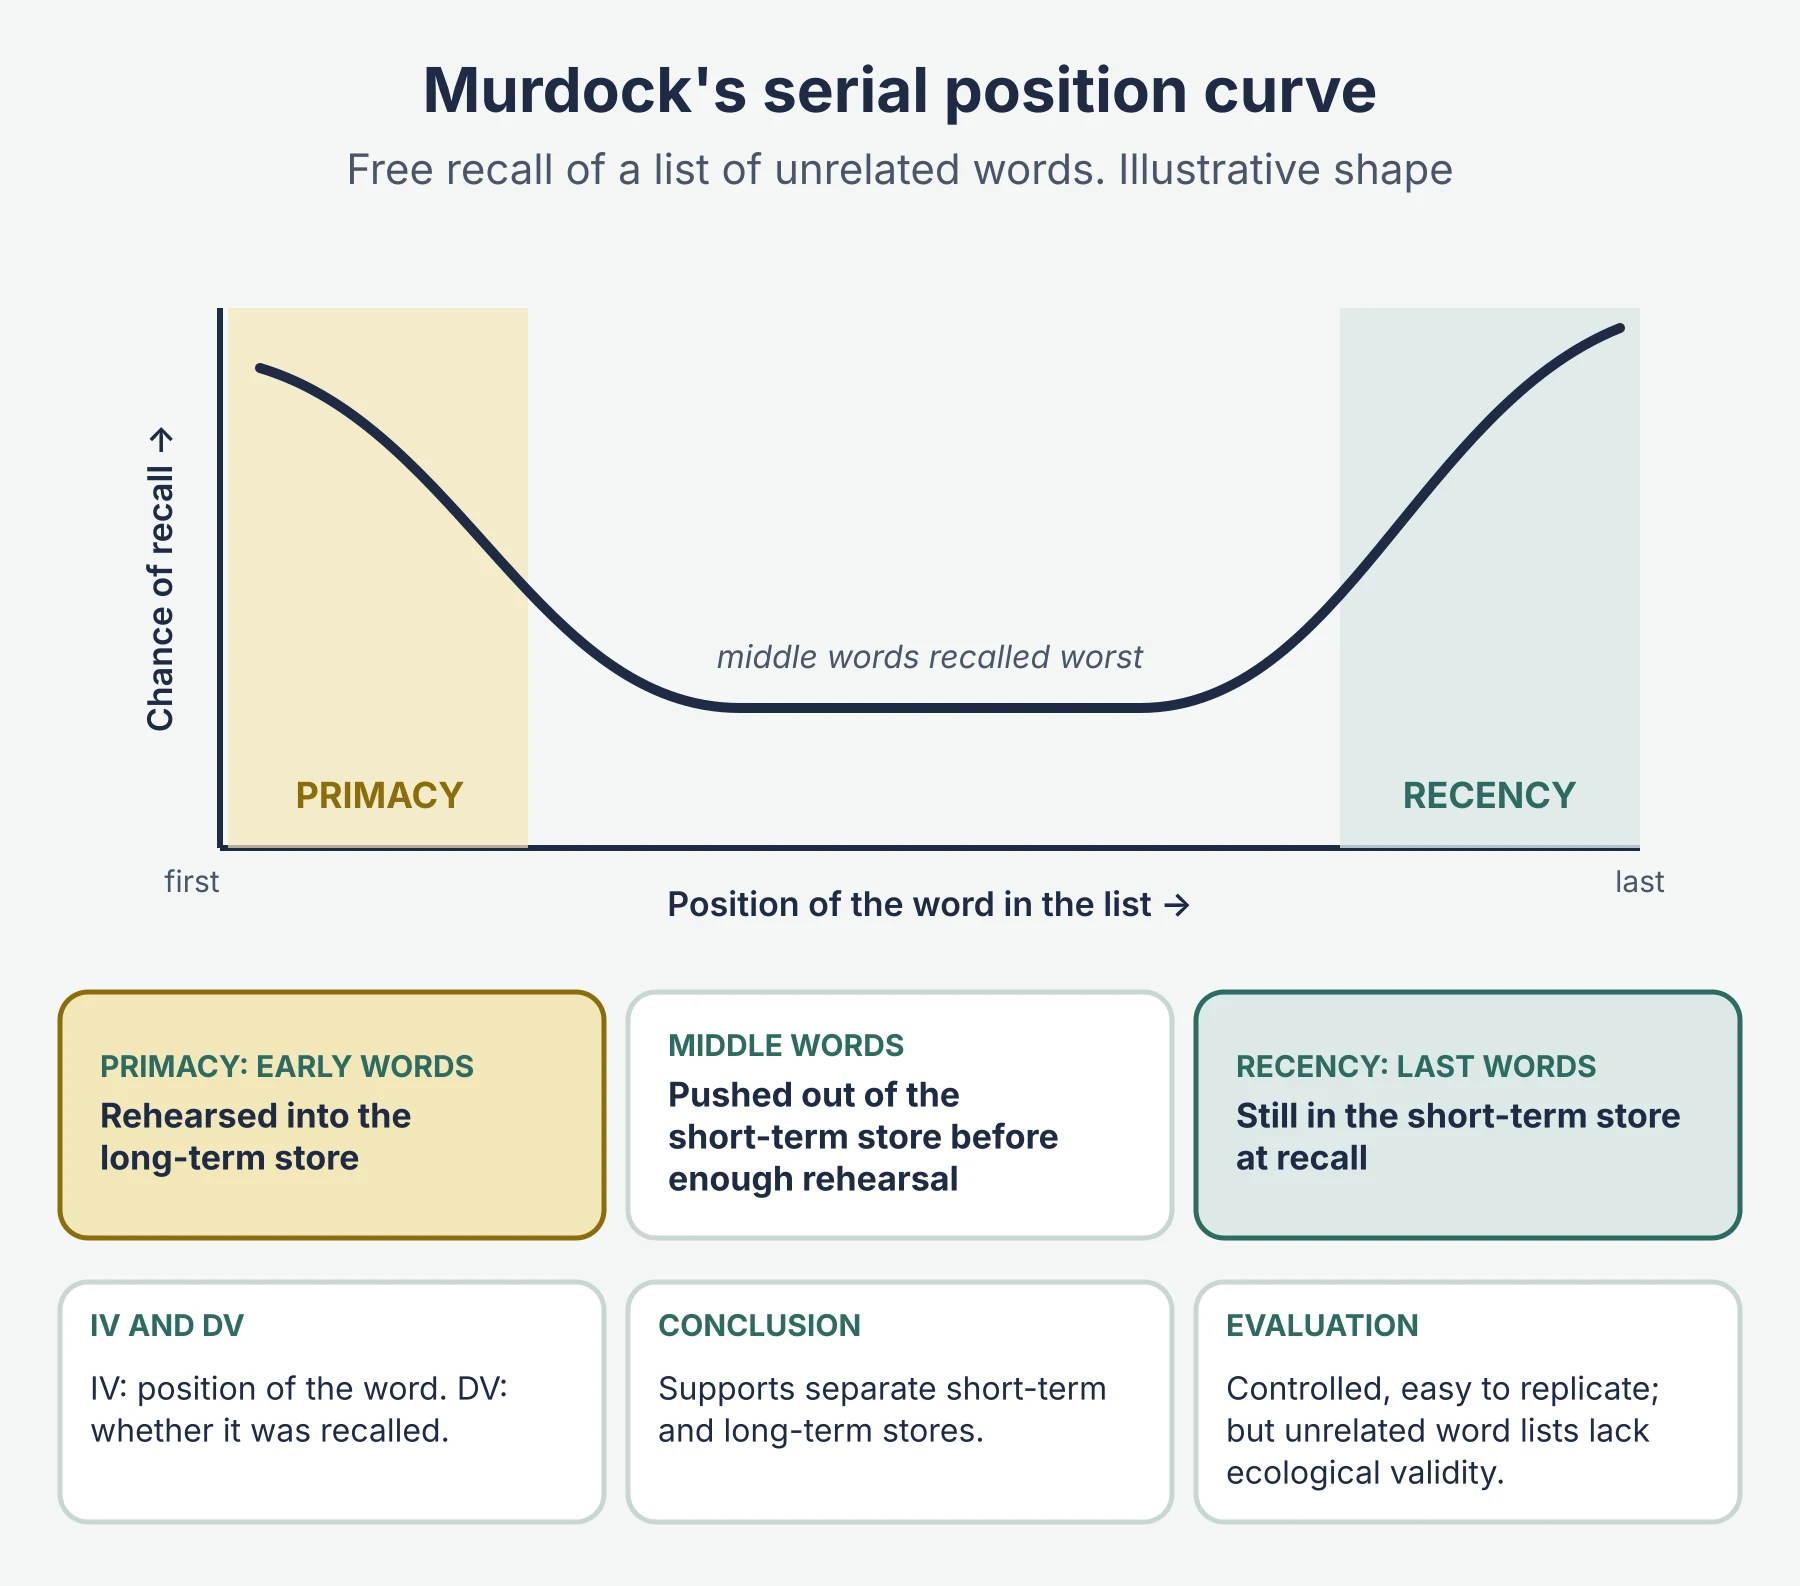 Murdock's serial position curve
Free recall of a list of unrelated words. Illustrative shape
Chance of recall →
middle words recalled worst
PRIMACY
RECENCY
first
last
Position of the word in the list →
PRIMACY: EARLY WORDS
Rehearsed into the
long-term store
MIDDLE WORDS
Pushed out of the
short-term store before
enough rehearsal
RECENCY: LAST WORDS
Still in the short-term store
at recall
IV AND DV
IV: position of the word. DV:
whether it was recalled.
CONCLUSION
Supports separate short-term
and long-term stores.
EVALUATION
Controlled, easy to replicate;
but unrelated word lists lack
ecological validity.